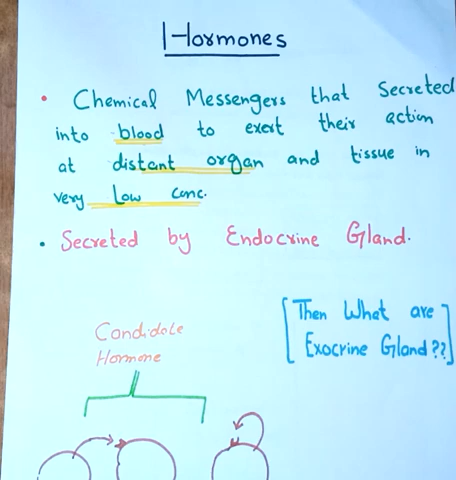 Hormones
• Chemical Messengers that Secreted
into blood to exert their action
at distant organ and tissue in
very Low conc.
• Secreted by Endocrine Gland.
[Then What are
Exocrine Gland??]
Candidate
Hormone